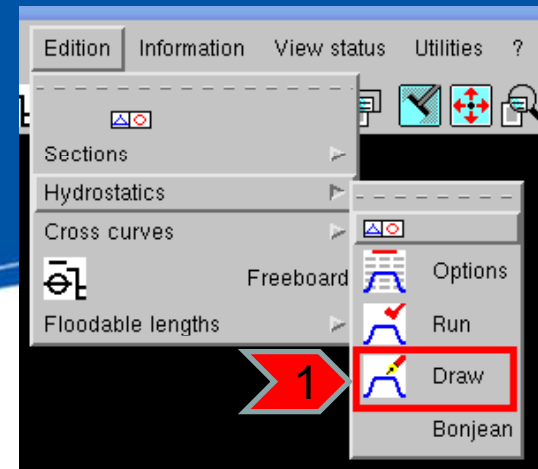 Edition Information View status Utilities ?
Sections
Hydrostatics
Cross curves
Freeboard
Floodable lengths
Options
Run
1 Draw
Bonjean